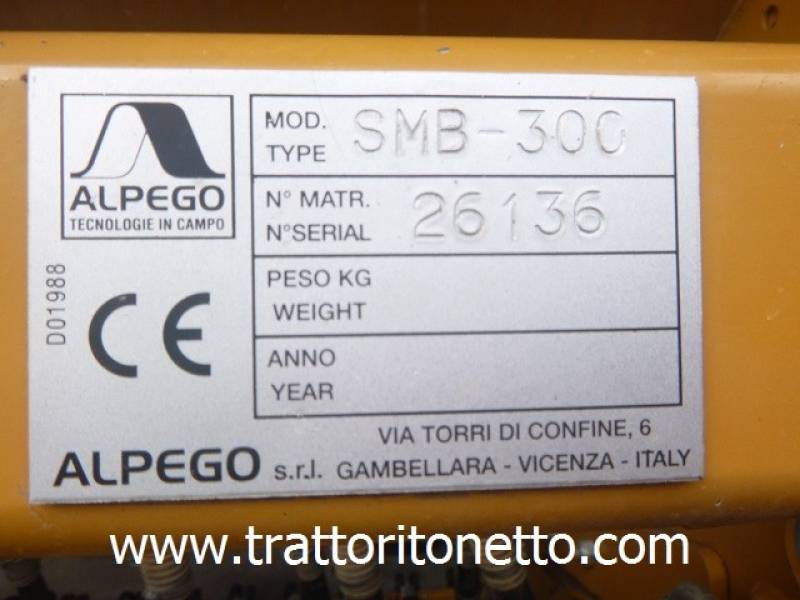 ALPEGO
TECNOLOGIE IN CAMPO
MOD.
TYPE
SMB-300
N° MATR.
N°SERIAL
26136
PESO KG
WEIGHT
ANNO
YEAR
D01988
CE
VIA TORRI DI CONFINE, 6
ALPEGO s.r.l. GAMBELLARA - VICENZA - ITALY
www.trattoritonetto.com